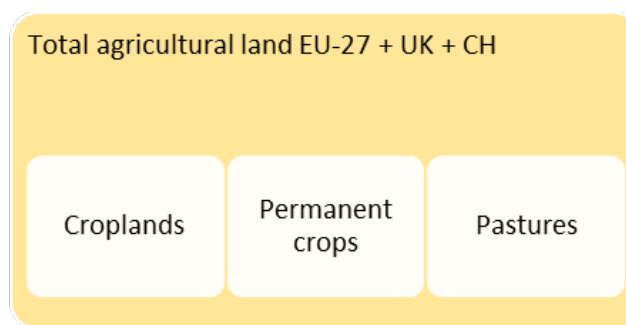 Total agricultural land EU-27 + UK + CH
Croplands
Permanent
crops
Pastures